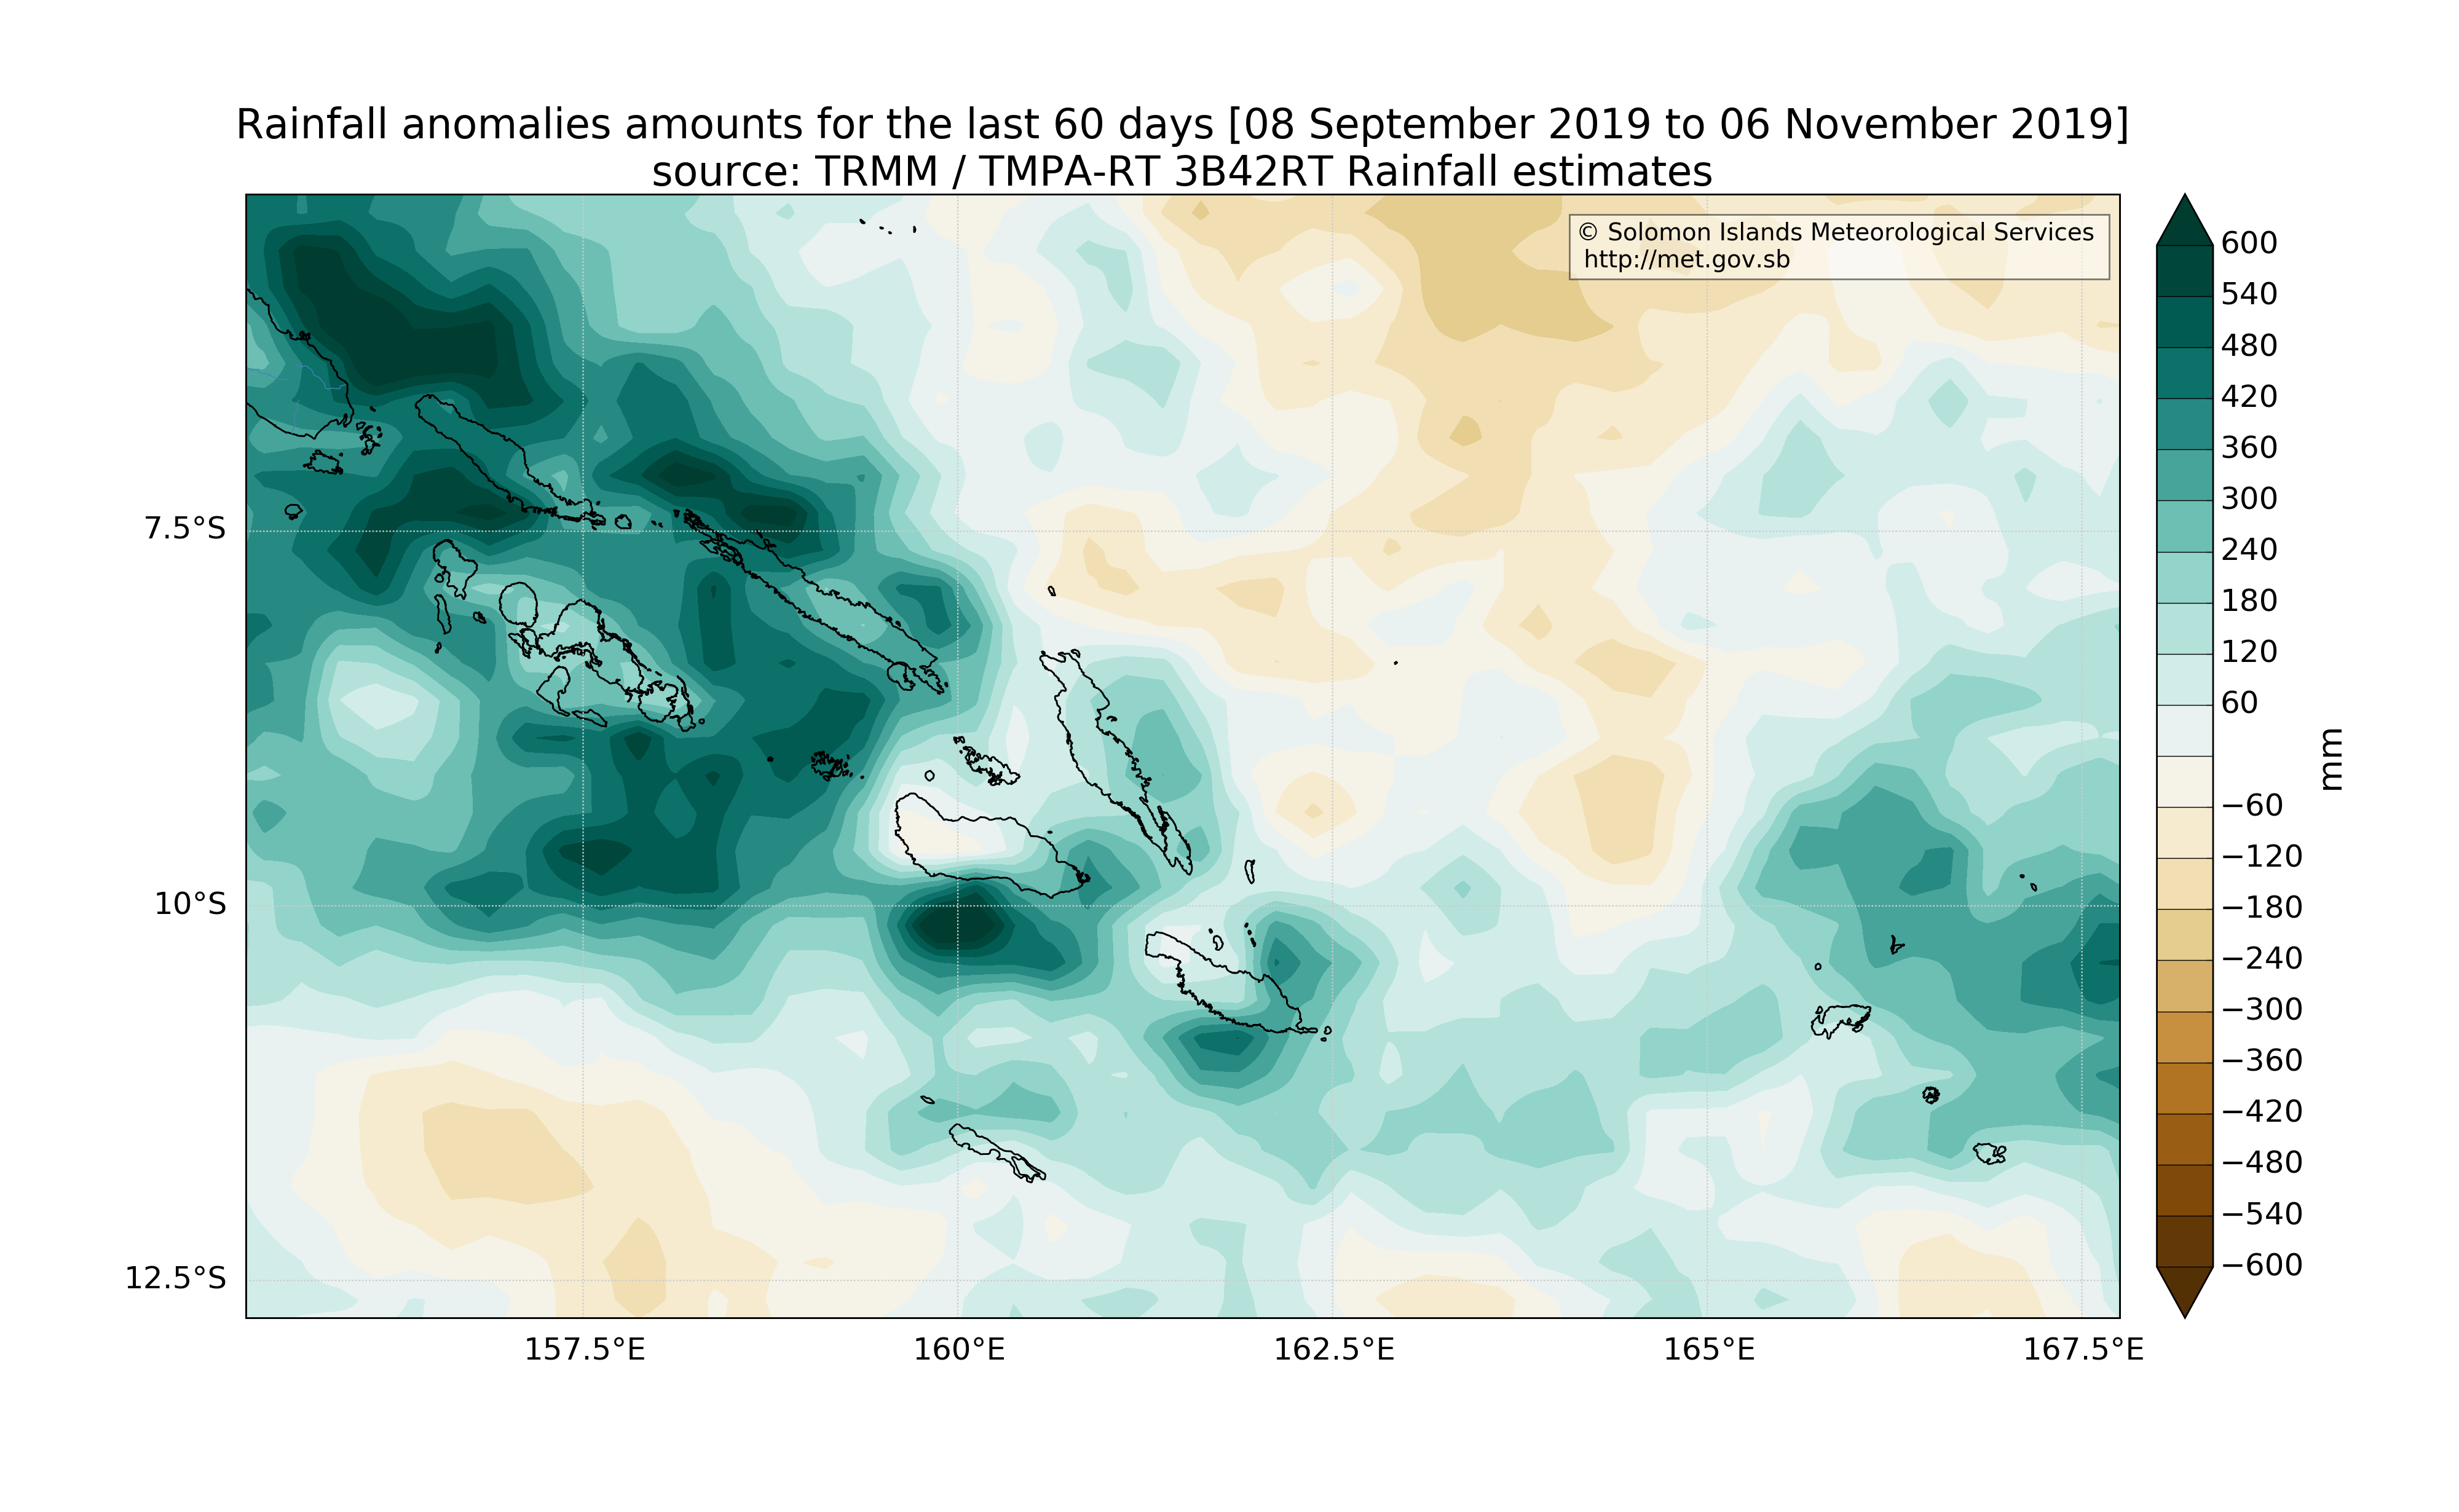 Rainfall anomalies amounts for the last 60 days [08 September 2019 to 06 November 2019]
source: TRMM / TMPA-RT 3B42RT Rainfall estimates
© Solomon Islands Meteorological Services
http://met.gov.sb
7.5°S
10°S
12.5°S
157.5°E
160°E
162.5°E
165°E
167.5°E
600
540
480
420
360
300
240
180
120
60
−60
−120
−180
−240
−300
−360
−420
−480
−540
−600
mm